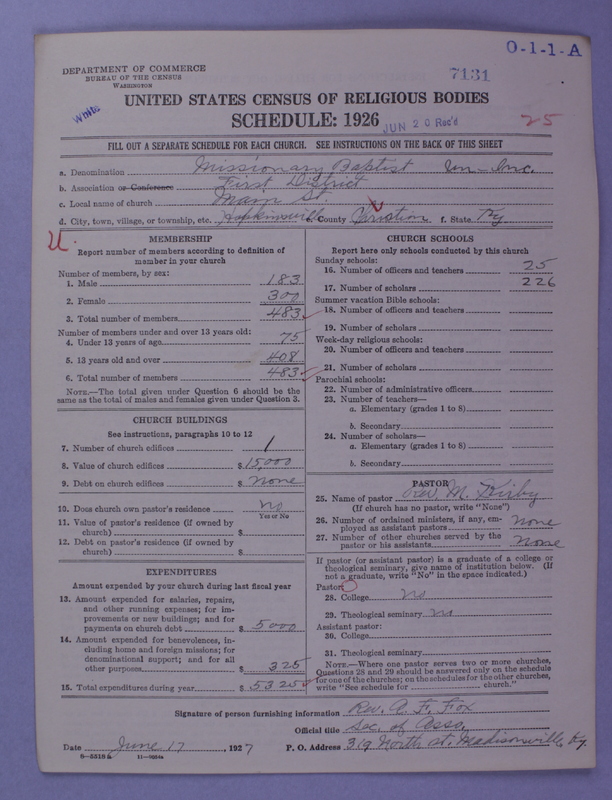 O-1-1-A
DEPARTMENT OF COMMERCE
BUREAU OF THE CENSUS
WASHINGTON
7131
White
UNITED STATES CENSUS OF RELIGIOUS BODIES
SCHEDULE: 1926
JUN 20 Rec'd
25
FILL OUT A SEPARATE SCHEDULE FOR EACH CHURCH. SEE INSTRUCTIONS ON THE BACK OF THIS SHEET
a. Denomination Missionary Baptist Un-Inc.
b. Association or Conference First District
c. Local name of church Main St.
d. City, town, village, or township, etc. Hopkinsville e. County Christian f. State Ky
U.
MEMBERSHIP
Report number of members according to definition of
member in your church
Number of members, by sex:
1. Male 183
2. Female 300
3. Total number of members 483
Number of members under and over 13 years old:
4. Under 13 years of age 75
5. 13 years old and over 408
6. Total number of members 483
NOTE.—The total given under Question 6 should be the
same as the total of males and females given under Question 3.
CHURCH BUILDINGS
See instructions, paragraphs 10 to 12
7. Number of church edifices 1
8. Value of church edifices $15,000
9. Debt on church edifices $ none
10. Does church own pastor's residence no
Yes or No
11. Value of pastor's residence (if owned by
church) $
12. Debt on pastor's residence (if owned by
church) $
EXPENDITURES
Amount expended by your church during last fiscal year
13. Amount expended for salaries, repairs,
and other running expenses; for im-
provements or new buildings; and for
payments on church debt $ 5000
14. Amount expended for benevolences, in-
cluding home and foreign missions; for
denominational support; and for all
other purposes $ 325
15. Total expenditures during year $ 5325
CHURCH SCHOOLS
Report here only schools conducted by this church
Sunday schools:
16. Number of officers and teachers 25
17. Number of scholars 226
Summer vacation Bible schools:
18. Number of officers and teachers
19. Number of scholars
Week-day religious schools:
20. Number of officers and teachers
21. Number of scholars
Parochial schools:
22. Number of administrative officers
23. Number of teachers—
a. Elementary (grades 1 to 8)
b. Secondary
24. Number of scholars—
a. Elementary (grades 1 to 8)
b. Secondary
PASTOR
25. Name of pastor Rev. M. Kirby
(If church has no pastor, write "None")
26. Number of ordained ministers, if any, em-
ployed as assistant pastors none
27. Number of other churches served by the
pastor or his assistants none
If pastor (or assistant pastor) is a graduate of a college or
theological seminary, give name of institution below. (If
not a graduate, write "No" in the space indicated.)
Pastor:
28. College no
29. Theological seminary no
Assistant pastor:
30. College
31. Theological seminary
NOTE.—Where one pastor serves two or more churches,
Questions 28 and 29 should be answered only on the schedule
for one of the churches; on the schedules for the other churches,
write "See schedule for church."
Signature of person furnishing information Rev. F. Fox
Official title Sec. of Asso.
Date June 17, 1927 P. O. Address 319 North St. Madisonville, Ky.